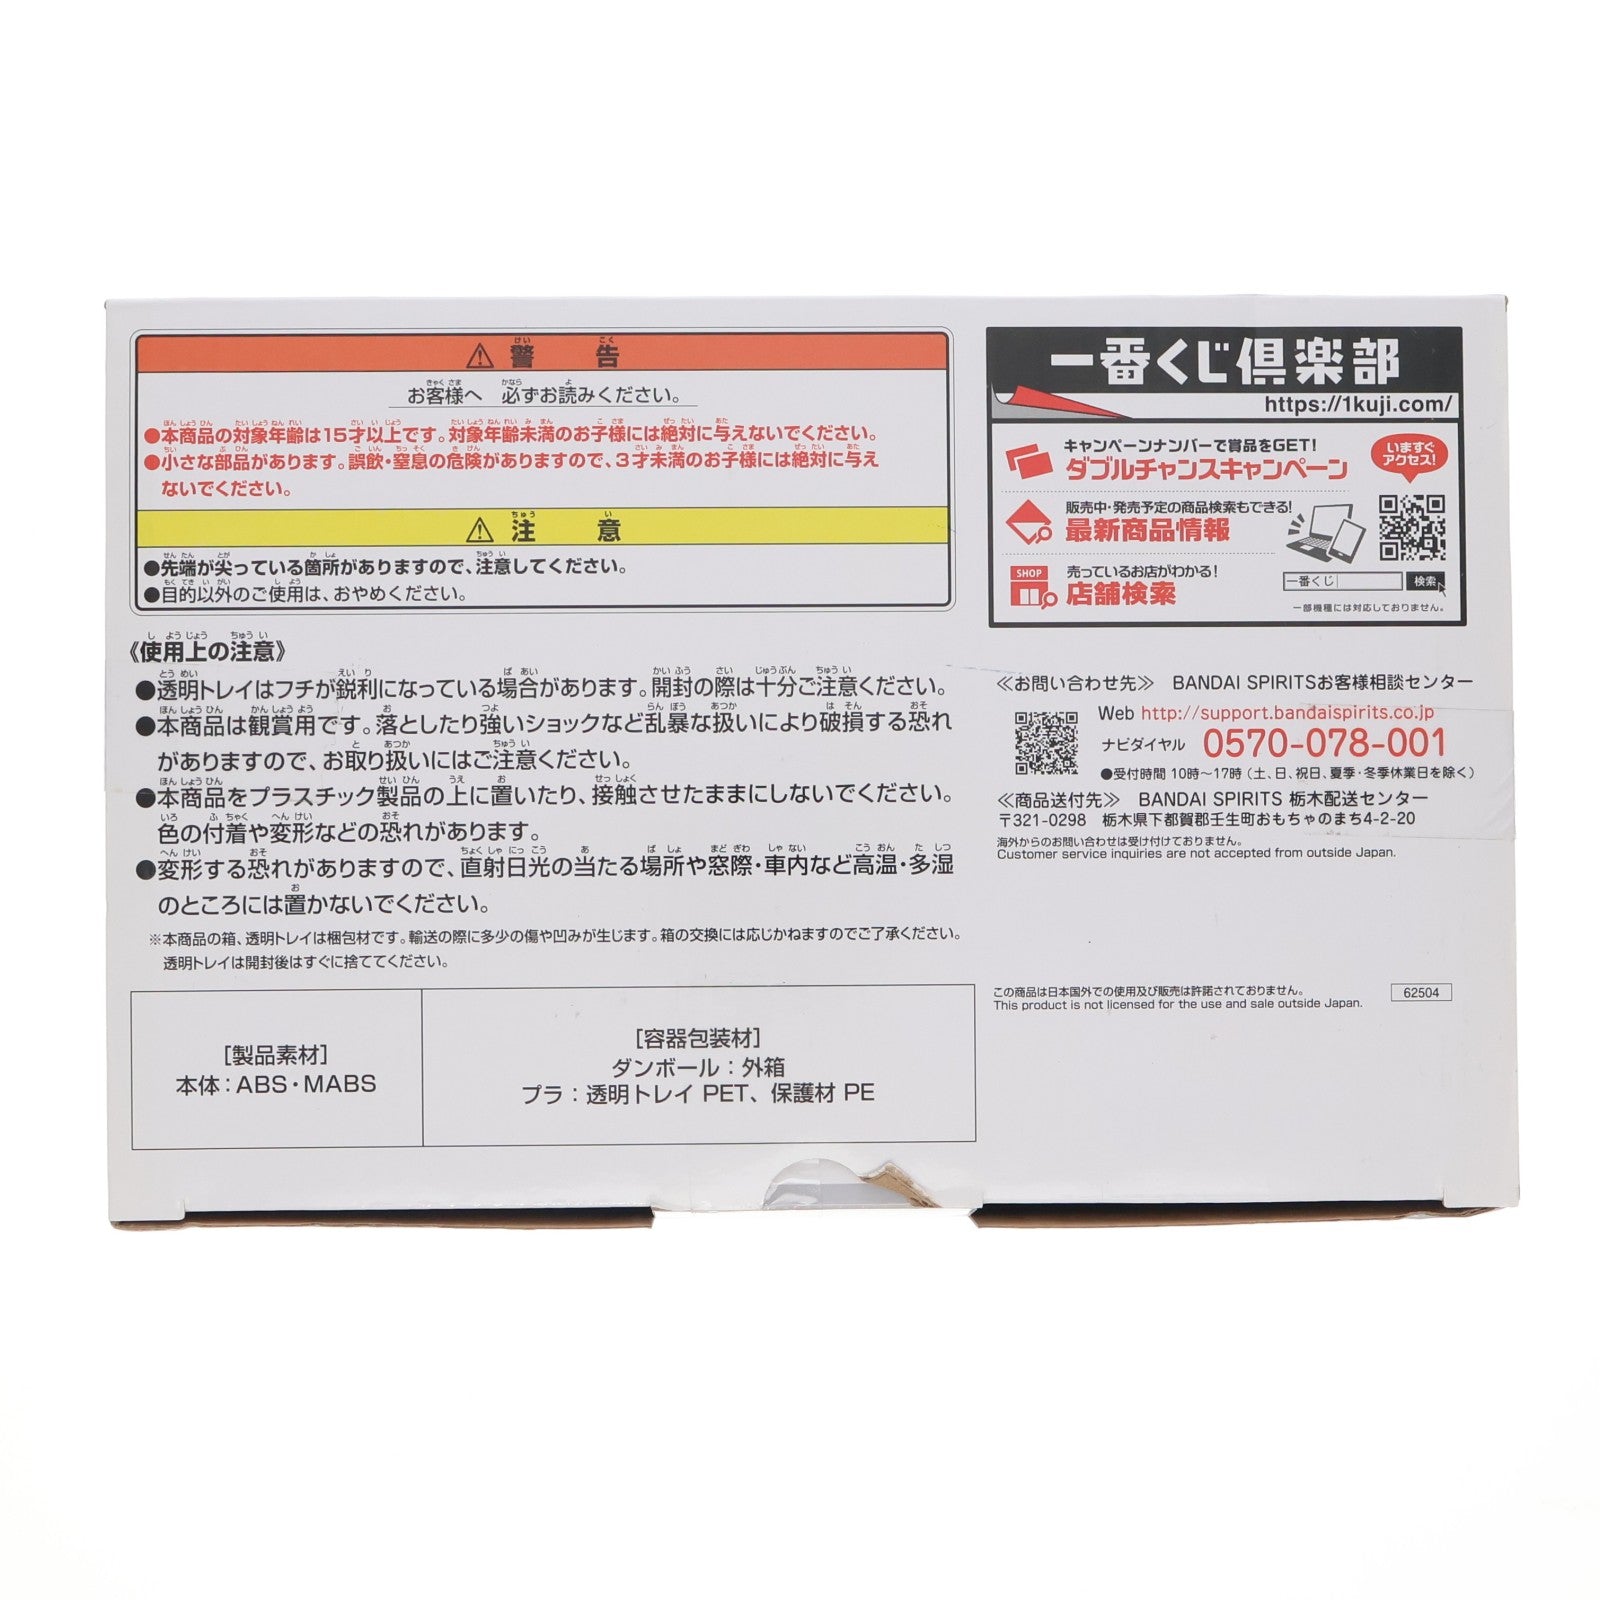 ⚠ 警 告
お客様へ 必ずお読みください。
●本商品の対象年齢は15才以上です。対象年齢未満のお子様には絶対に与えないでください。
●小さな部品があります。誤飲・窒息の危険がありますので、3才未満のお子様には絶対に与え
ないでください。
⚠ 注 意
●先端が尖っている箇所がありますので、注意してください。
●目的以外のご使用は、おやめください。
《使用上の注意》
●透明トレイはフチが鋭利になっている場合があります。開封の際は十分ご注意ください。
●本商品は観賞用です。落としたり強いショックなど乱暴な扱いにより破損する恐れ
がありますので、お取り扱いにはご注意ください。
●本商品をプラスチック製品の上に置いたり、接触させたままにしないでください。
色の付着や変形などの恐れがあります。
●変形する恐れがありますので、直射日光の当たる場所や窓際・車内など高温・多湿
のところには置かないでください。
※本商品の箱、透明トレイは梱包材です。輸送の際に多少の傷や凹みが生じます。箱の交換には応じかねますのでご了承ください。
透明トレイは開封後はすぐに捨ててください。
[製品素材]
本体：ABS・MABS
[容器包装材]
ダンボール：外箱
プラ：透明トレイ PET、保護材 PE
一番くじ倶楽部
https://1kuji.com/
キャンペーンナンバーで賞品をGET!
ダブルチャンスキャンペーン
いますぐ
アクセス!
販売中・発売予定の商品検索もできる!
最新商品情報
SHOP
売っているお店がわかる!
店舗検索
一番くじ 検索
一部機種には対応しておりません。
≪お問い合わせ先≫ BANDAI SPIRITSお客様相談センター
Web http://support.bandaispirits.co.jp
ナビダイヤル 0570-078-001
●受付時間 10時～17時（土、日、祝日、夏季・冬季休業日を除く）
≪商品送付先≫ BANDAI SPIRITS 栃木配送センター
〒321-0298 栃木県下都賀郡壬生町おもちゃのまち4-2-20
海外からのお問い合わせは受け付けておりません。
Customer service inquiries are not accepted from outside Japan.
この商品は日本国外での使用及び販売は許諾されておりません。
This product is not licensed for the use and sale outside Japan.
62504